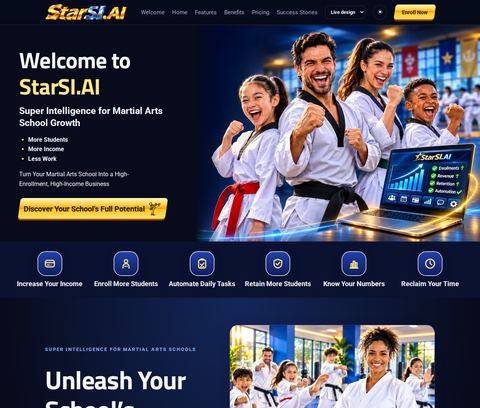 StarSI.AI
Welcome
Home
Features
Benefits
Pricing
Success Stories
Live design
Enroll Now
Welcome to
StarSI.AI
Super Intelligence for Martial Arts
School Growth
More Students
More Income
Less Work
Turn Your Martial Arts School Into a High-
Enrollment, High-Income Business
Discover Your School's Full Potential
StarSI.AI
Enrollments
Revenue
Retention
Automation
Increase Your Income
Enroll More Students
Automate Daily Tasks
Retain More Students
Know Your Numbers
Reclaim Your Time
SUPER INTELLIGENCE FOR MARTIAL ARTS SCHOOLS
Unleash Your
School's